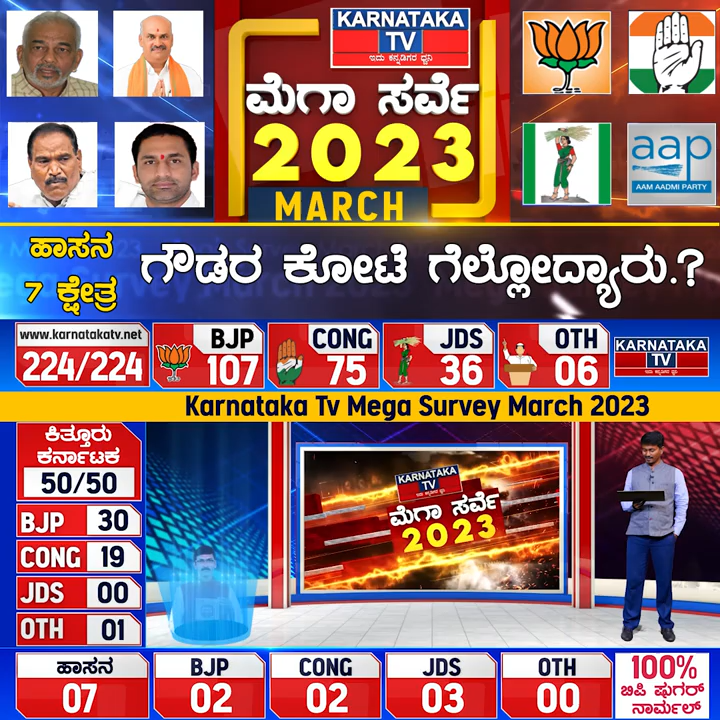 KARNATAKA
TV
ಇದು ಕನ್ನಡಿಗರ ಧ್ವನಿ
ಮೆಗಾ ಸರ್ವೆ
2023
MARCH
aap
AAM AADMI PARTY
ಹಾಸನ
7 ಕ್ಷೇತ್ರ
ಗೌಡರ ಕೋಟೆ ಗೆಲ್ಲೋದ್ಯಾರು.?
www.karnatakatv.net
224/224
BJP
107
CONG
75
JDS
36
OTH
06
KARNATAKA
TV
Karnataka Tv Mega Survey March 2023
ಕಿತ್ತೂರು
ಕರ್ನಾಟಕ
50/50
BJP 30
CONG 19
JDS 00
OTH 01
KARNATAKA
TV
ಮೆಗಾ ಸರ್ವೆ
2023
ಹಾಸನ
07
BJP
02
CONG
02
JDS
03
OTH
00
100%
ಬಿಪಿ ಷುಗರ್
ನಾರ್ಮಲ್